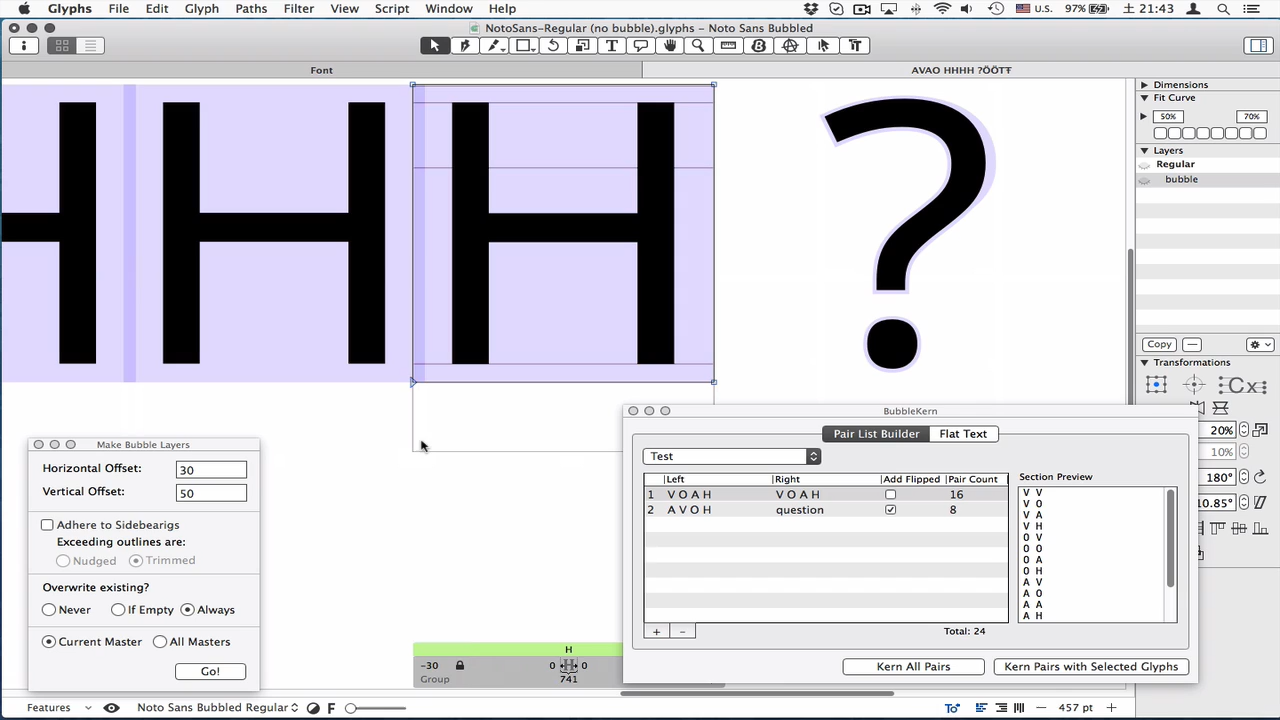 Glyphs File Edit Glyph Paths Filter View Script Window Help U.S. 97% 土 21:43
NotoSans-Regular (no bubble).glyphs – Noto Sans Bubbled
Font
AVAO HHHH ?ÖÖTŦ
H H H ?
Dimensions
Fit Curve
50% 70%
Layers
Regular
bubble
Copy
Transformations
20%
10%
180°
10.85°
Make Bubble Layers
Horizontal Offset: 30
Vertical Offset: 50
Adhere to Sidebearigs
Exceeding outlines are:
Nudged Trimmed
Overwrite existing?
Never If Empty Always
Current Master All Masters
Go!
BubbleKern
Pair List Builder Flat Text
Test
Left Right Add Flipped Pair Count
1 V O A H V O A H 16
2 A V O H question 8
+ - Total: 24
Section Preview
V V
V O
V A
V H
O V
O O
O A
O H
A V
A O
A A
A H
Kern All Pairs Kern Pairs with Selected Glyphs
H
-30 0 H 0
Group 741
Features Noto Sans Bubbled Regular F 457 pt